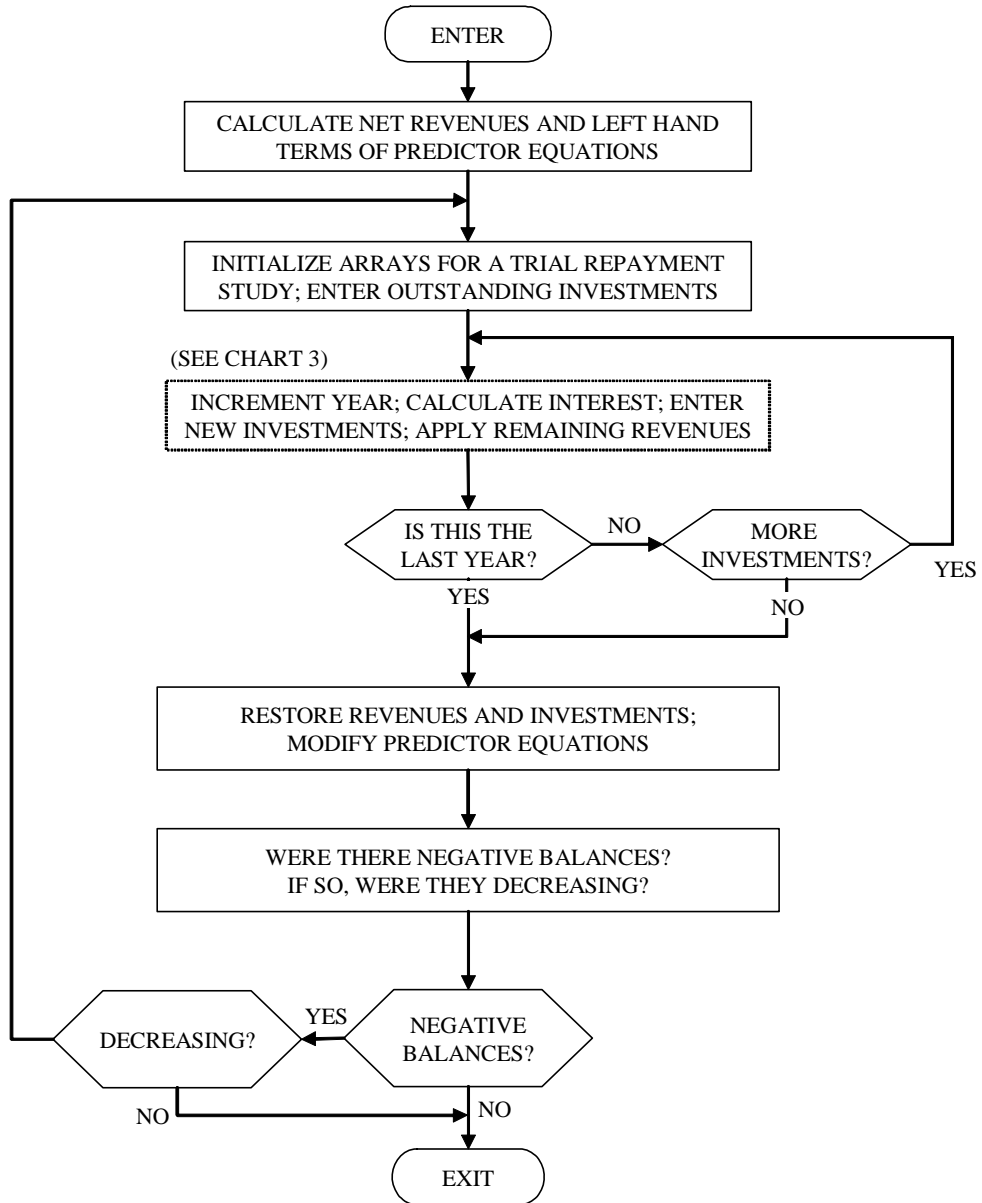 ENTER
CALCULATE NET REVENUES AND LEFT HAND
TERMS OF PREDICTOR EQUATIONS
INITIALIZE ARRAYS FOR A TRIAL REPAYMENT
STUDY; ENTER OUTSTANDING INVESTMENTS
(SEE CHART 3)
INCREMENT YEAR; CALCULATE INTEREST; ENTER
NEW INVESTMENTS; APPLY REMAINING REVENUES
IS THIS THE
LAST YEAR?
NO
MORE
INVESTMENTS?
YES
YES
NO
RESTORE REVENUES AND INVESTMENTS;
MODIFY PREDICTOR EQUATIONS
WERE THERE NEGATIVE BALANCES?
IF SO, WERE THEY DECREASING?
DECREASING?
YES
NEGATIVE
BALANCES?
NO
NO
EXIT